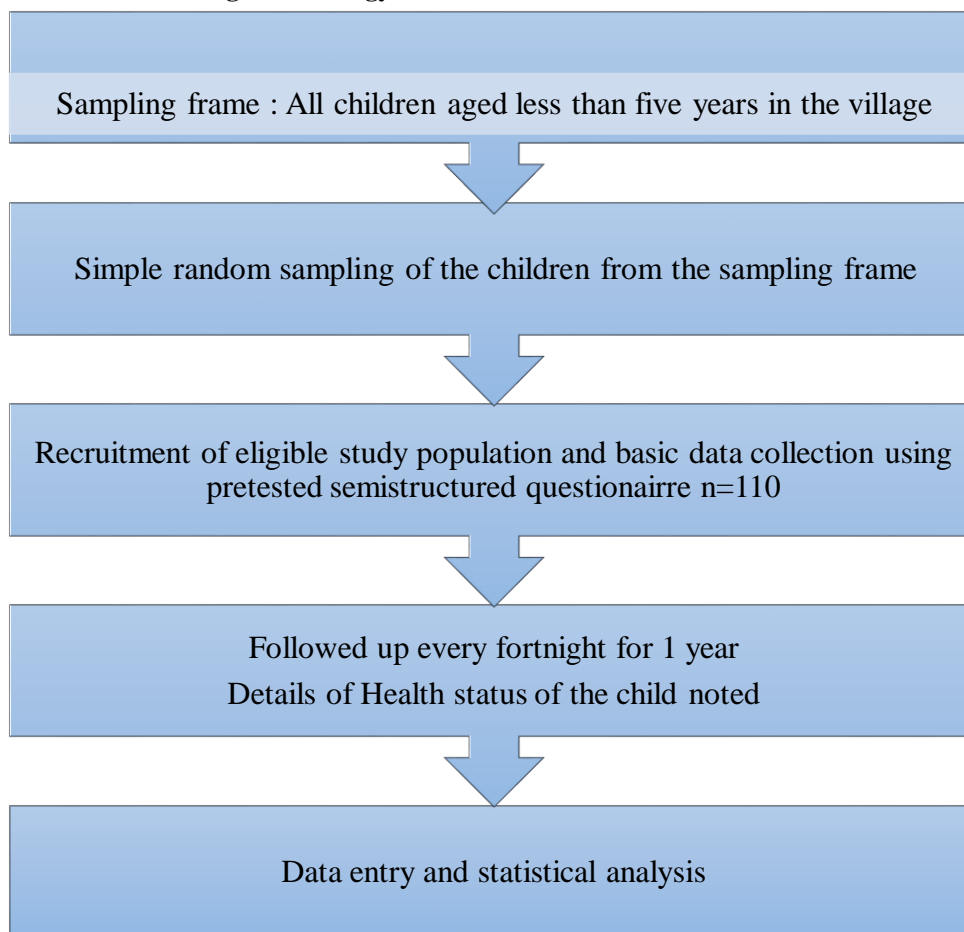 Sampling frame : All children aged less than five years in the village
Simple random sampling of the children from the sampling frame
Recruitment of eligible study population and basic data collection using
pretested semistructured questionairre n=110
Followed up every fortnight for 1 year
Details of Health status of the child noted
Data entry and statistical analysis